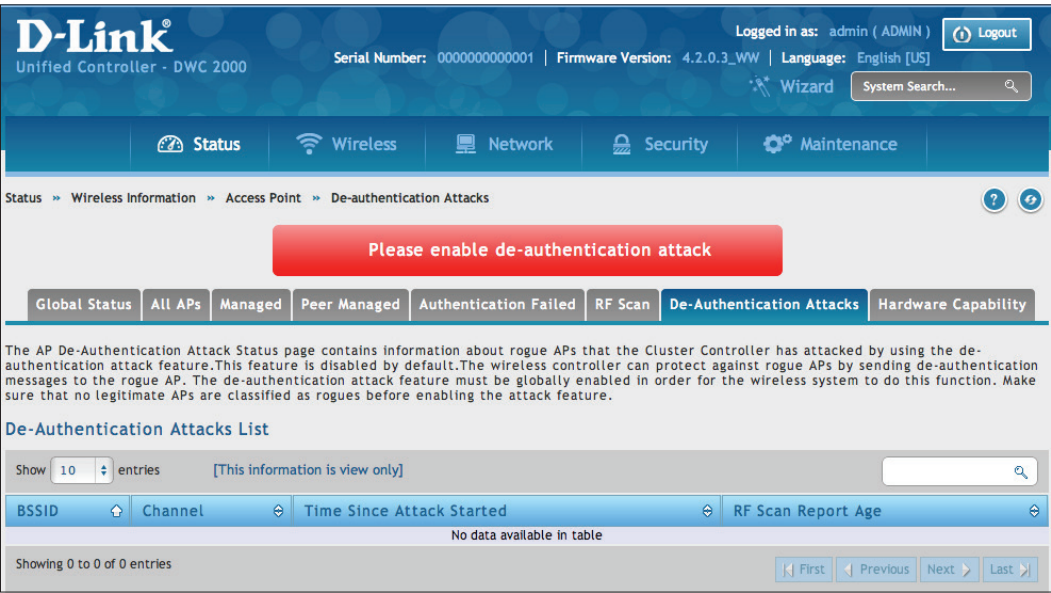 D-Link®
Unified Controller - DWC 2000
Logged in as: admin ( ADMIN ) Logout
Serial Number: 0000000000001 | Firmware Version: 4.2.0.3_WW | Language: English [US]
Wizard System Search...
Status Wireless Network Security Maintenance
Status » Wireless Information » Access Point » De-authentication Attacks ?
Please enable de-authentication attack
Global Status All APs Managed Peer Managed Authentication Failed RF Scan De-Authentication Attacks Hardware Capability
The AP De-Authentication Attack Status page contains information about rogue APs that the Cluster Controller has attacked by using the de-
authentication attack feature.This feature is disabled by default.The wireless controller can protect against rogue APs by sending de-authentication
messages to the rogue AP. The de-authentication attack feature must be globally enabled in order for the wireless system to do this function. Make
sure that no legitimate APs are classified as rogues before enabling the attack feature.
De-Authentication Attacks List
Show 10 entries [This information is view only]
BSSID Channel Time Since Attack Started RF Scan Report Age
No data available in table
Showing 0 to 0 of 0 entries First Previous Next Last